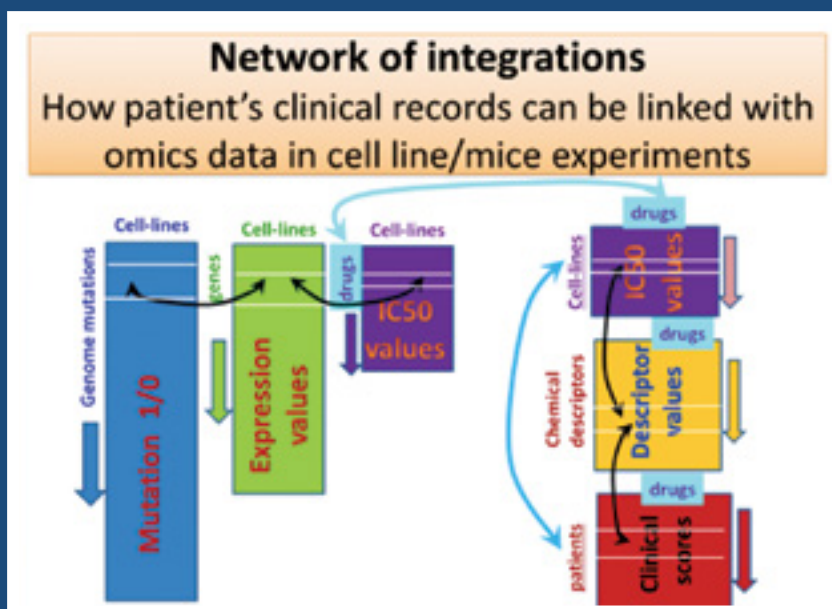 Network of integrations
How patient's clinical records can be linked with
omics data in cell line/mice experiments
Cell-lines
Genome mutations
Mutation 1/0
Cell-lines
genes
Expression
values
Cell-lines
drugs
IC50
values
drugs
Cell-lines
IC50
values
drugs
Chemical
descriptors
Descriptor
values
drugs
patients
Clinical
scores